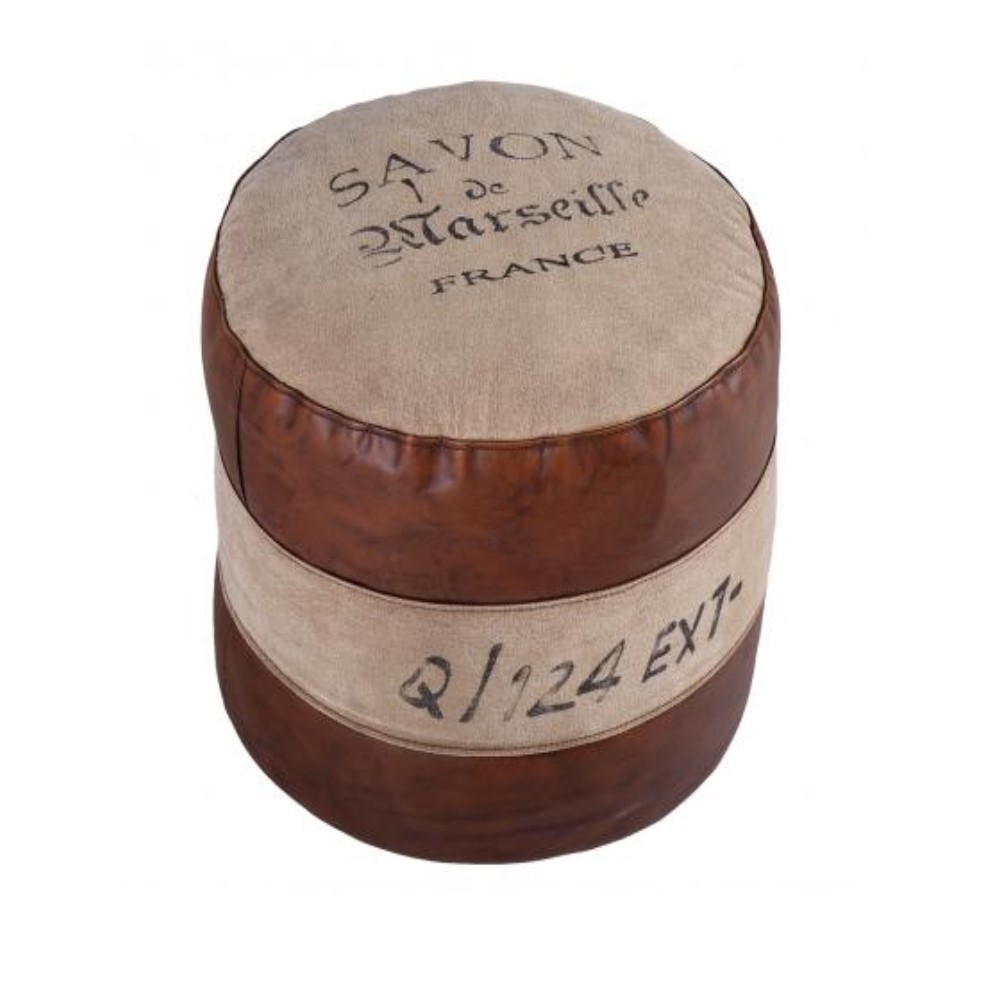 SAVON
de
Marseille
FRANCE
Q/124 EXT.